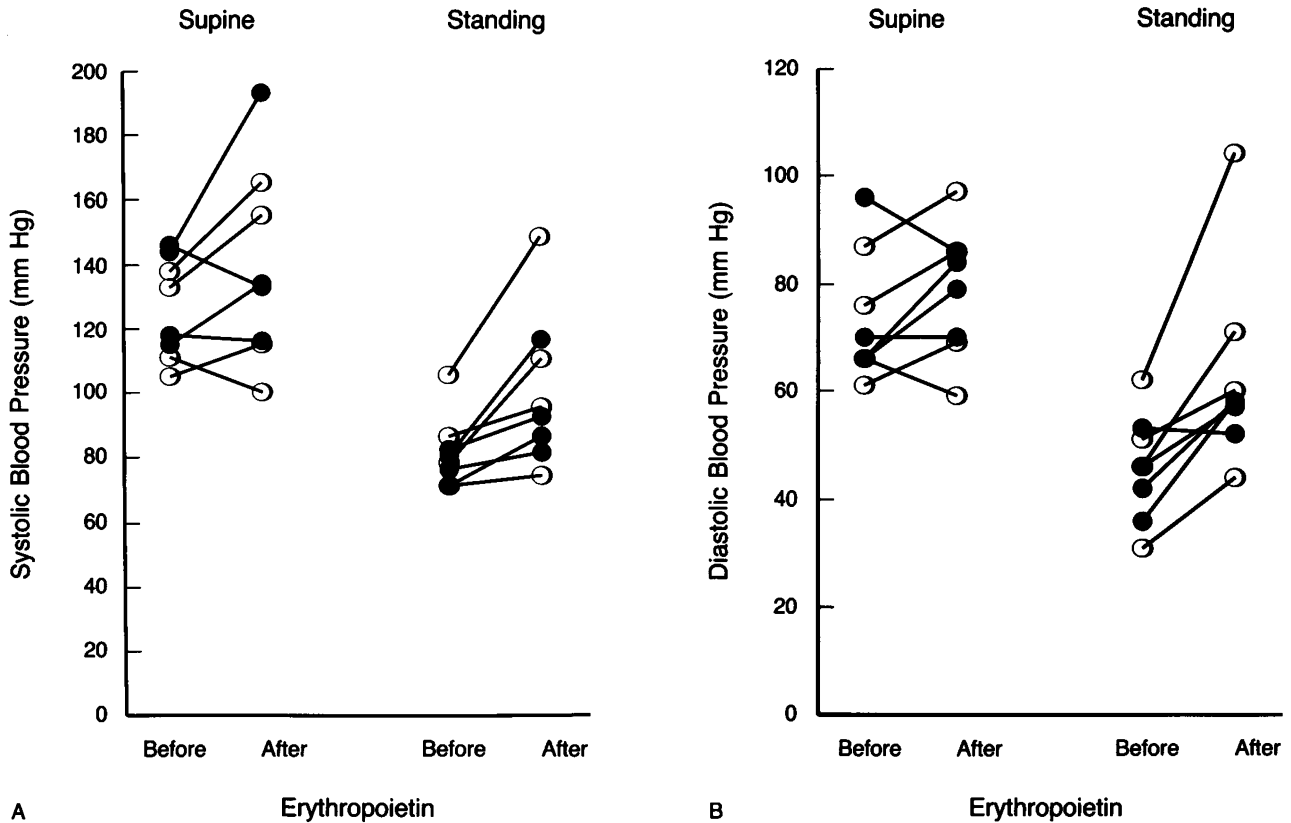 Supine Standing
Systolic Blood Pressure (mm Hg)
200
180
160
140
120
100
80
60
40
20
0
Before After Before After
A Erythropoietin
Supine Standing
Diastolic Blood Pressure (mm Hg)
120
100
80
60
40
20
0
Before After Before After
B Erythropoietin